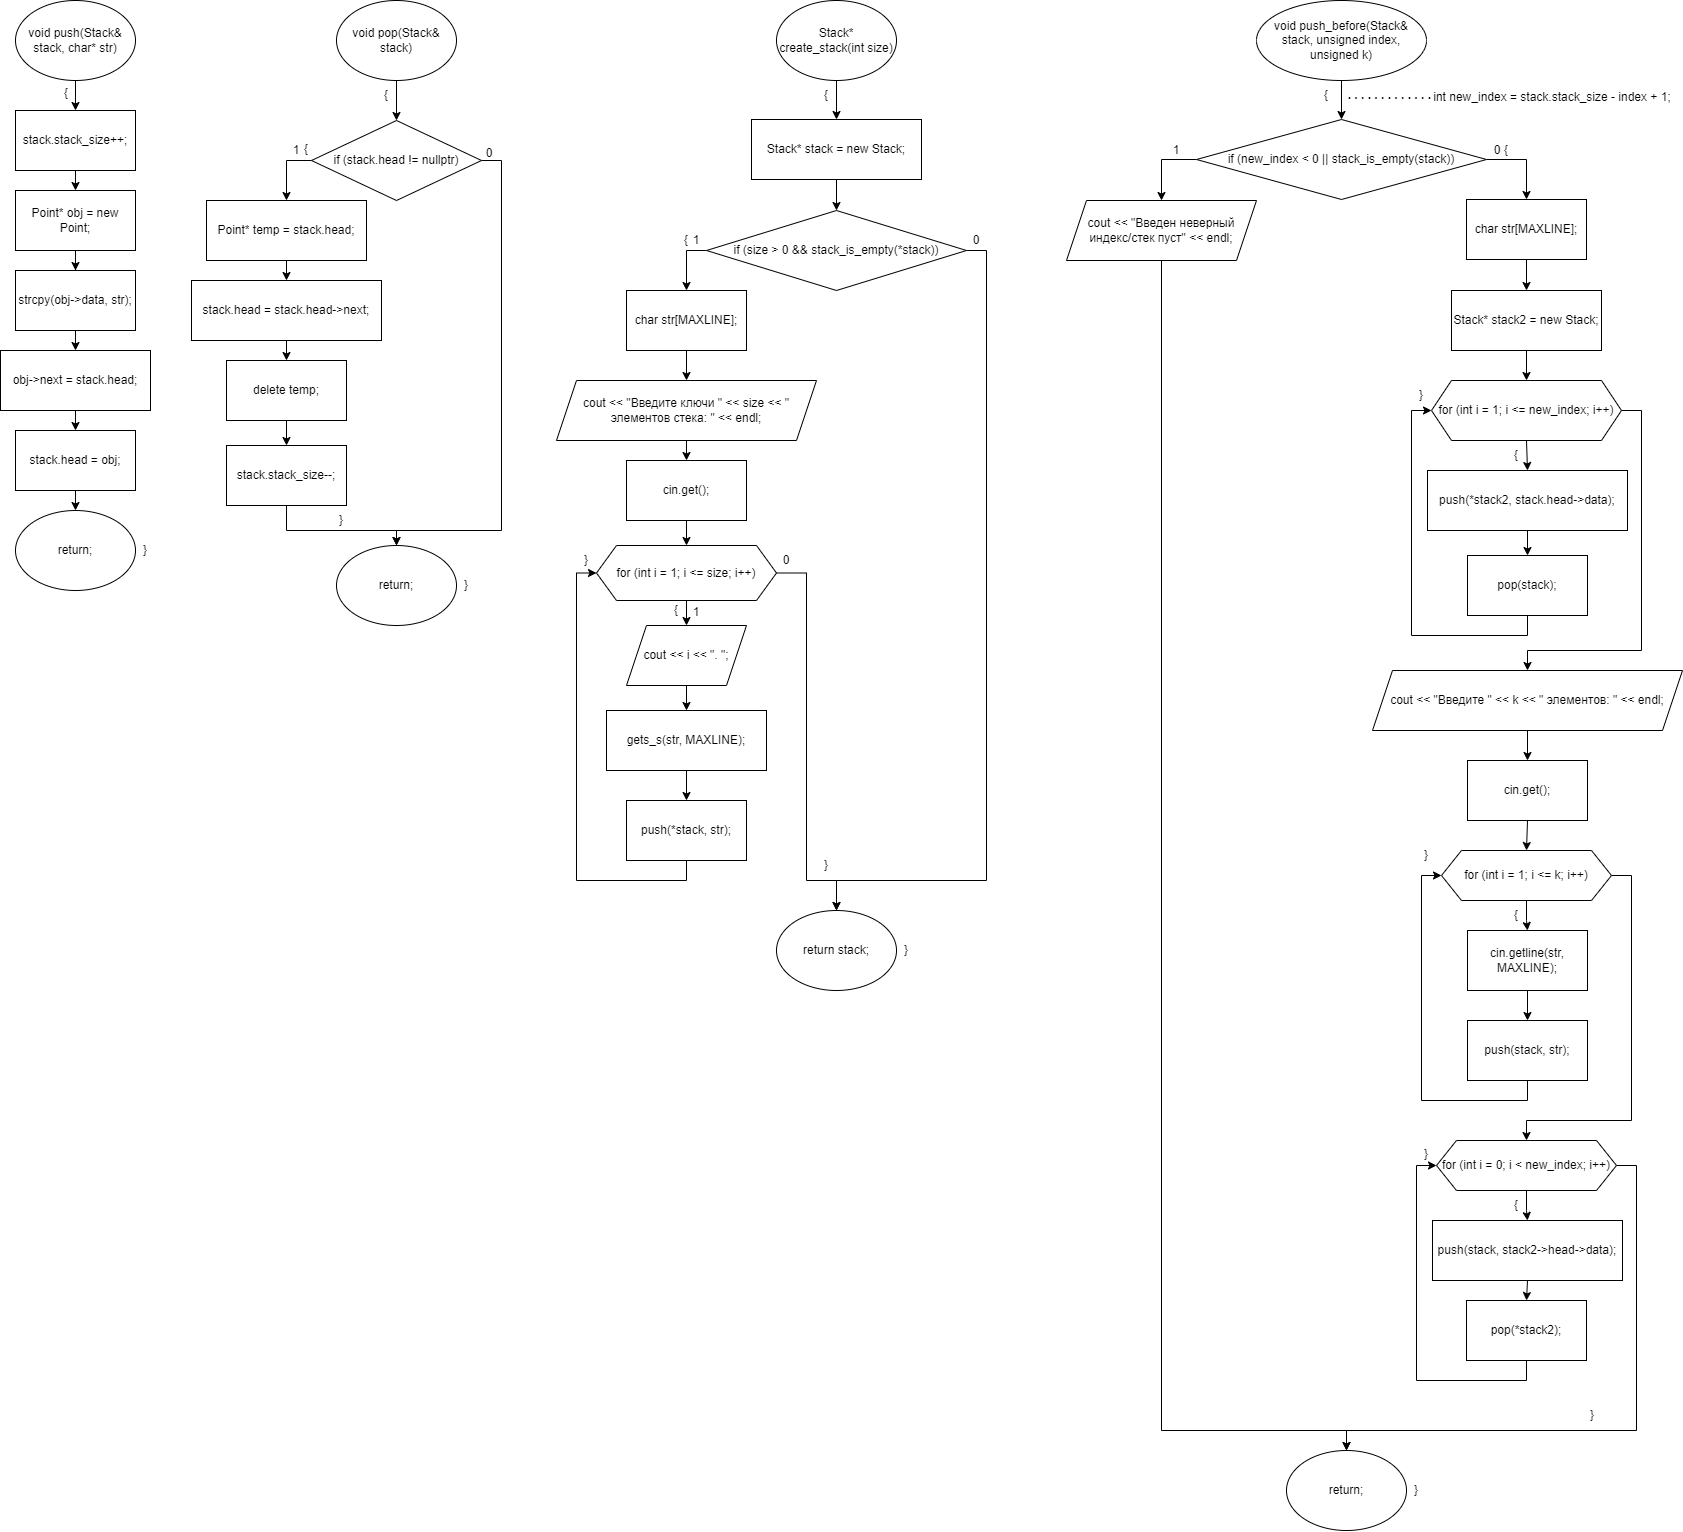 void push(Stack&
stack, char* str)
{
stack.stack_size++;
Point* obj = new
Point;
strcpy(obj->data, str);
obj->next = stack.head;
stack.head = obj;
return;
}
void pop(Stack&
stack)
{
if (stack.head != nullptr)
1 {
0
Point* temp = stack.head;
stack.head = stack.head->next;
delete temp;
stack.stack_size--;
}
return;
}
Stack*
create_stack(int size)
{
Stack* stack = new Stack;
if (size > 0 && stack_is_empty(*stack))
{ 1
0
char str[MAXLINE];
cout << "Введите ключи " << size << "
элементов стека: " << endl;
cin.get();
}
for (int i = 1; i <= size; i++)
0
{ 1
cout << i << ". ";
gets_s(str, MAXLINE);
push(*stack, str);
}
return stack;
}
void push_before(Stack&
stack, unsigned index,
unsigned k)
{
int new_index = stack.stack_size - index + 1;
if (new_index < 0 || stack_is_empty(stack))
1
0 {
cout << "Введен неверный
индекс/стек пуст" << endl;
char str[MAXLINE];
Stack* stack2 = new Stack;
}
for (int i = 1; i <= new_index; i++)
{
push(*stack2, stack.head->data);
pop(stack);
cout << "Введите " << k << " элементов: " << endl;
cin.get();
}
for (int i = 1; i <= k; i++)
{
cin.getline(str,
MAXLINE);
push(stack, str);
}
for (int i = 0; i < new_index; i++)
{
push(stack, stack2->head->data);
pop(*stack2);
}
return;
}